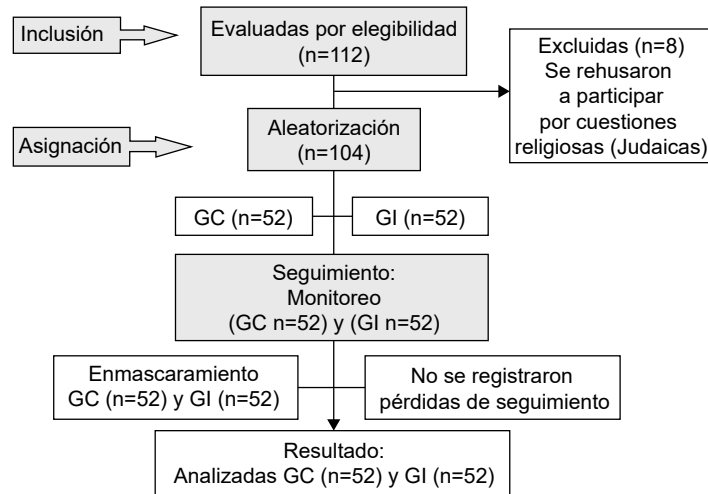 Inclusión
Evaluadas por elegibilidad
(n=112)
Excluidas (n=8)
Se rehusaron
a participar
por cuestiones
religiosas (Judaicas)
Asignación
Aleatorización
(n=104)
GC (n=52)
GI (n=52)
Seguimiento:
Monitoreo
(GC n=52) y (GI n=52)
Enmascaramiento
GC (n=52) y GI (n=52)
No se registraron
pérdidas de seguimiento
Resultado:
Analizadas GC (n=52) y GI (n=52)